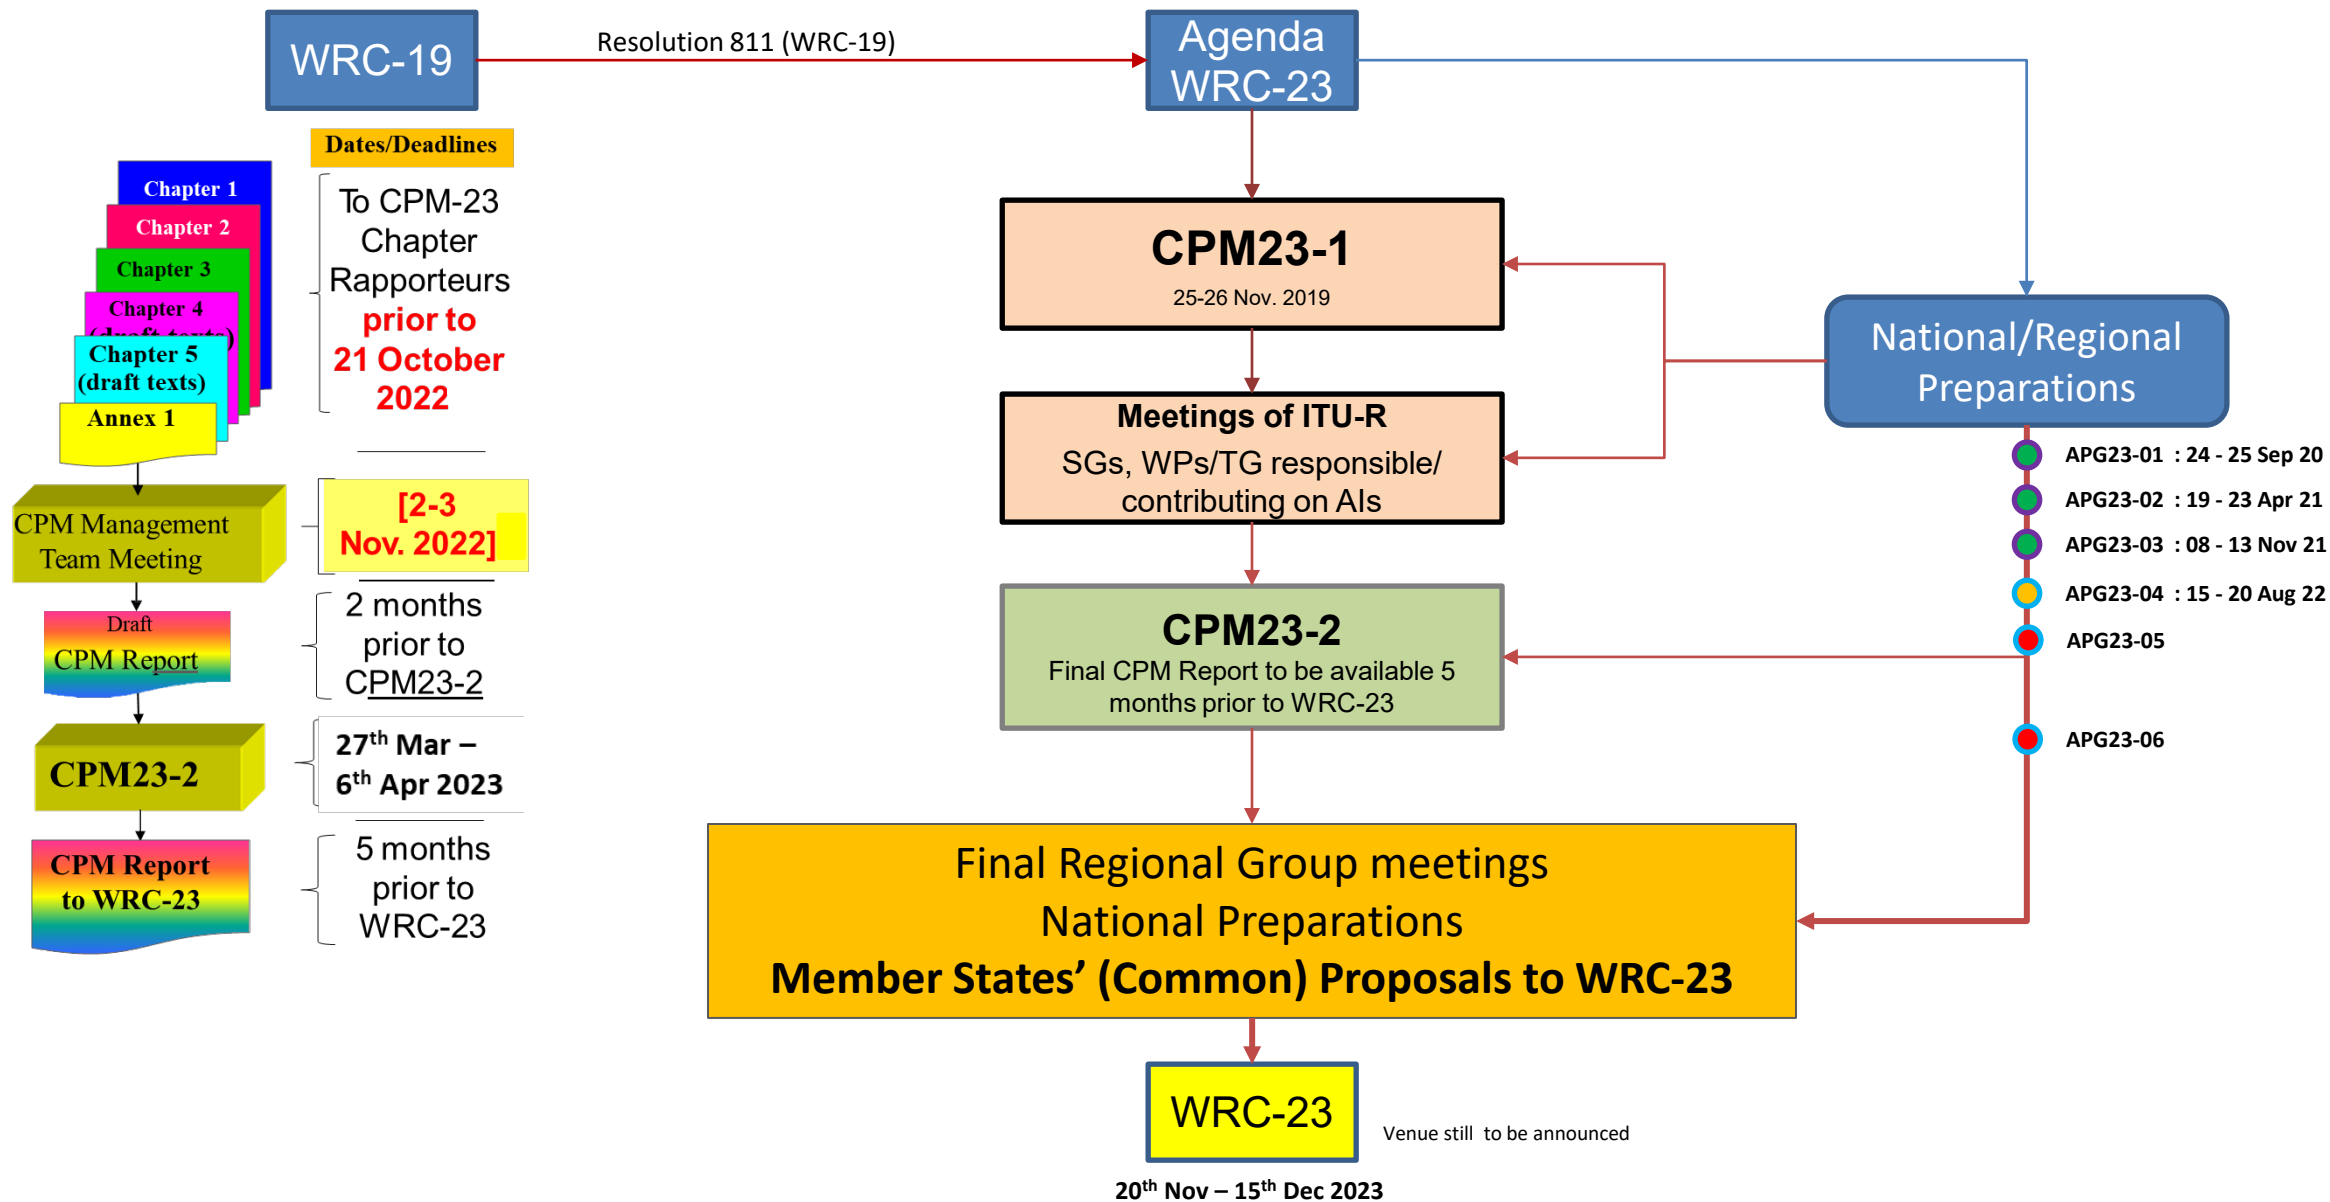 WRC-19
Resolution 811 (WRC-19)
Agenda
WRC-23
Dates/Deadlines
Chapter 1
Chapter 2
Chapter 3
Chapter 4
(draft texts)
Chapter 5
(draft texts)
Annex 1
To CPM-23
Chapter
Rapporteurs
prior to
21 October
2022
CPM Management
Team Meeting
[2-3
Nov. 2022]
Draft
CPM Report
2 months
prior to
CPM23-2
CPM23-2
27th Mar –
6th Apr 2023
CPM Report
to WRC-23
5 months
prior to
WRC-23
CPM23-1
25-26 Nov. 2019
Meetings of ITU-R
SGs, WPs/TG responsible/
contributing on AIs
CPM23-2
Final CPM Report to be available 5
months prior to WRC-23
National/Regional
Preparations
APG23-01 : 24 - 25 Sep 20
APG23-02 : 19 - 23 Apr 21
APG23-03 : 08 - 13 Nov 21
APG23-04 : 15 - 20 Aug 22
APG23-05
APG23-06
Final Regional Group meetings
National Preparations
Member States’ (Common) Proposals to WRC-23
WRC-23
Venue still to be announced
20th Nov – 15th Dec 2023